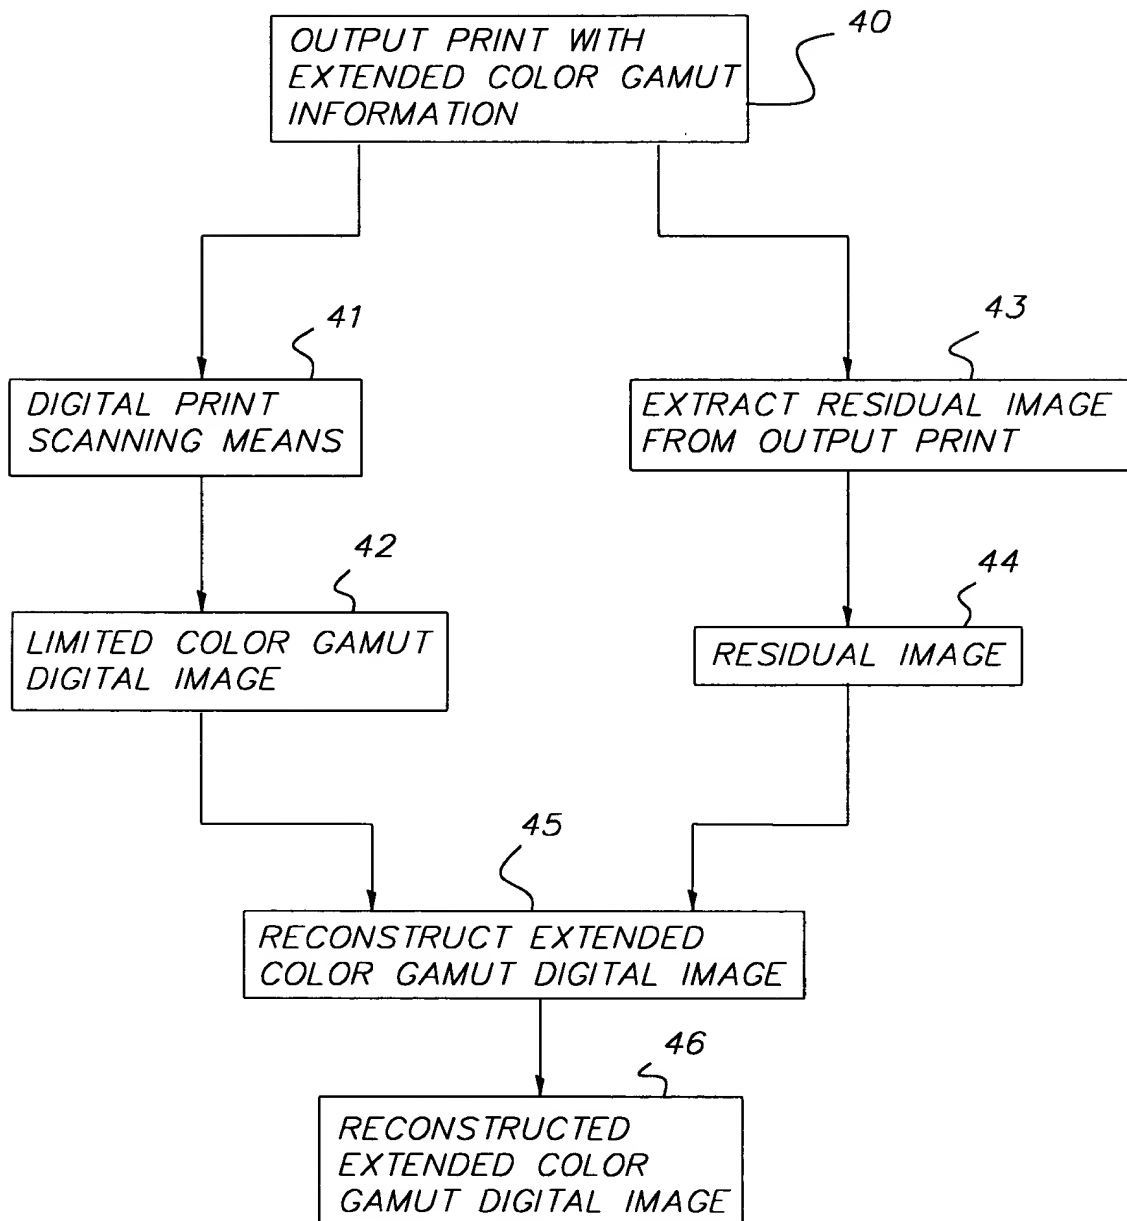 40
OUTPUT PRINT WITH
EXTENDED COLOR GAMUT
INFORMATION
41
DIGITAL PRINT
SCANNING MEANS
43
EXTRACT RESIDUAL IMAGE
FROM OUTPUT PRINT
42
LIMITED COLOR GAMUT
DIGITAL IMAGE
44
RESIDUAL IMAGE
45
RECONSTRUCT EXTENDED
COLOR GAMUT DIGITAL IMAGE
46
RECONSTRUCTED
EXTENDED COLOR
GAMUT DIGITAL IMAGE